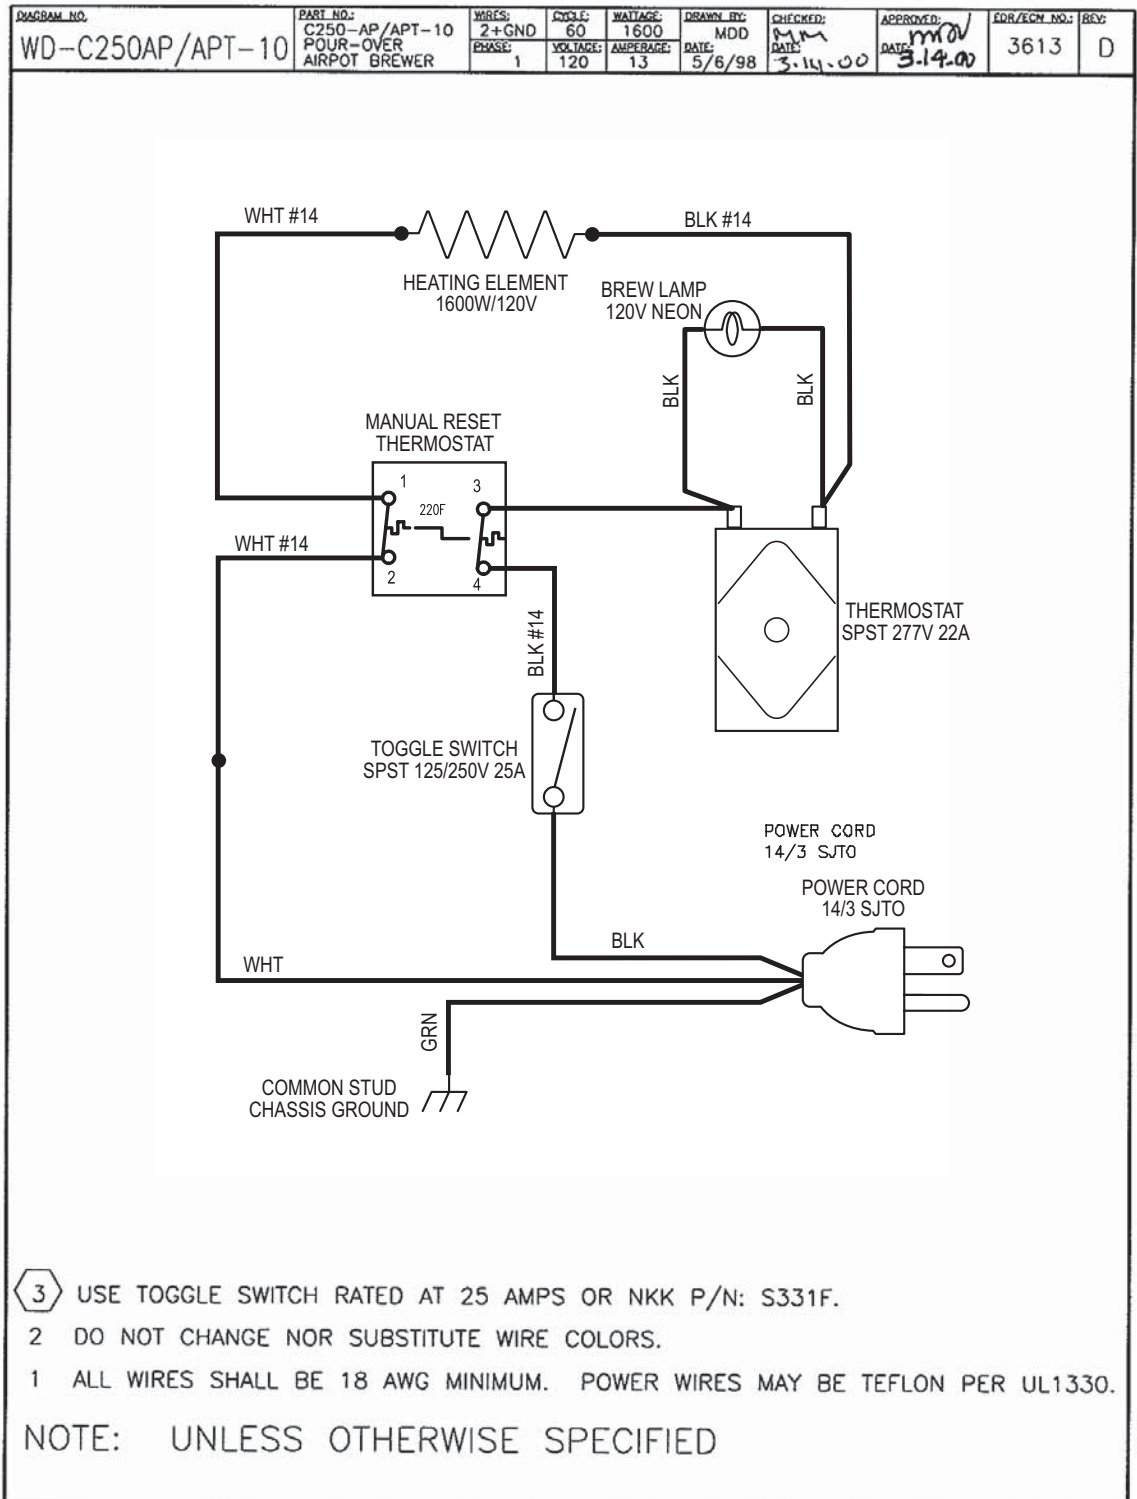 DIAGRAM NO.
WD-C250AP/APT-10
PART NO.:
C250-AP/APT-10
POUR-OVER
AIRPOT BREWER
WIRES:
2+GND
PHASE:
1
CYCLE:
60
VOLTAGE:
120
WATTAGE:
1600
AMPERAGE:
13
DRAWN BY:
MDD
DATE:
5/6/98
CHECKED:
MM
DATE:
3.14.00
APPROVED:
DATE:
3.14.00
EDR/ECN NO.:
3613
REV:
D
WHT #14
BLK #14
HEATING ELEMENT
1600W/120V
BREW LAMP
120V NEON
BLK
BLK
MANUAL RESET
THERMOSTAT
1
3
220F
2
4
WHT #14
BLK #14
THERMOSTAT
SPST 277V 22A
TOGGLE SWITCH
SPST 125/250V 25A
POWER CORD
14/3 SJTO
POWER CORD
14/3 SJTO
BLK
WHT
GRN
COMMON STUD
CHASSIS GROUND
3 USE TOGGLE SWITCH RATED AT 25 AMPS OR NKK P/N: S331F.
2 DO NOT CHANGE NOR SUBSTITUTE WIRE COLORS.
1 ALL WIRES SHALL BE 18 AWG MINIMUM. POWER WIRES MAY BE TEFLON PER UL1330.
NOTE: UNLESS OTHERWISE SPECIFIED